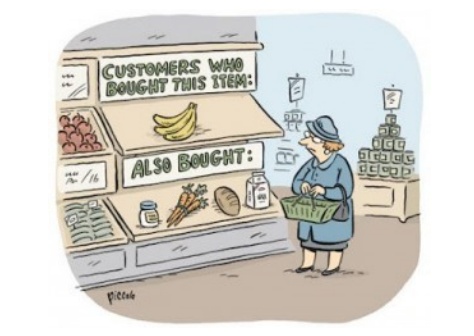 CUSTOMERS WHO
BOUGHT THIS ITEM:
ALSO BOUGHT: